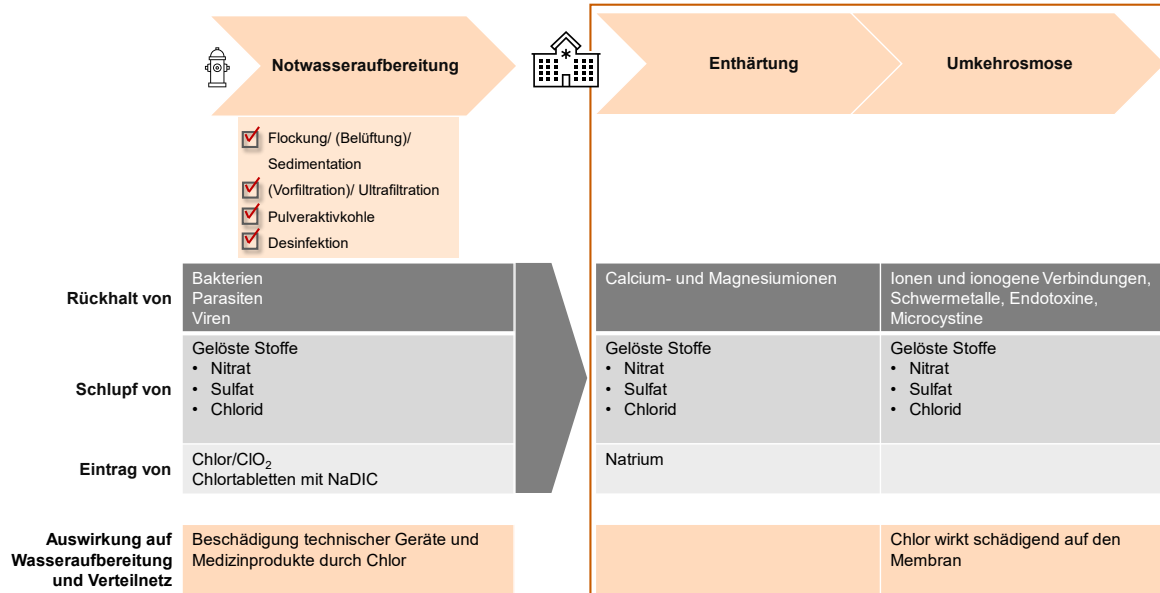 Notwasseraufbereitung
Enthärtung
Umkehrosmose
Flockung/ (Belüftung)/
Sedimentation
(Vorfiltration)/ Ultrafiltration
Pulveraktivkohle
Desinfektion
Rückhalt von
Bakterien
Parasiten
Viren
Calcium- und Magnesiumionen
Ionen und ionogene Verbindungen,
Schwermetalle, Endotoxine,
Microcystine
Schlupf von
Gelöste Stoffe
• Nitrat
• Sulfat
• Chlorid
Gelöste Stoffe
• Nitrat
• Sulfat
• Chlorid
Gelöste Stoffe
• Nitrat
• Sulfat
• Chlorid
Eintrag von
Chlor/ClO₂
Chlortabletten mit NaDIC
Natrium
Auswirkung auf
Wasseraufbereitung
und Verteilnetz
Beschädigung technischer Geräte und
Medizinprodukte durch Chlor
Chlor wirkt schädigend auf den
Membran